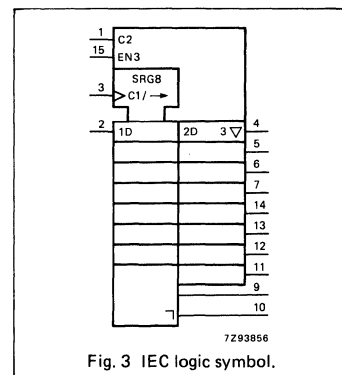 1 C2
15 EN3
SRG8
3 C1/ →
2 1D 2D 3 ▽ 4
5
6
7
14
13
12
11
9
10
7Z93856
Fig. 3 IEC logic symbol.